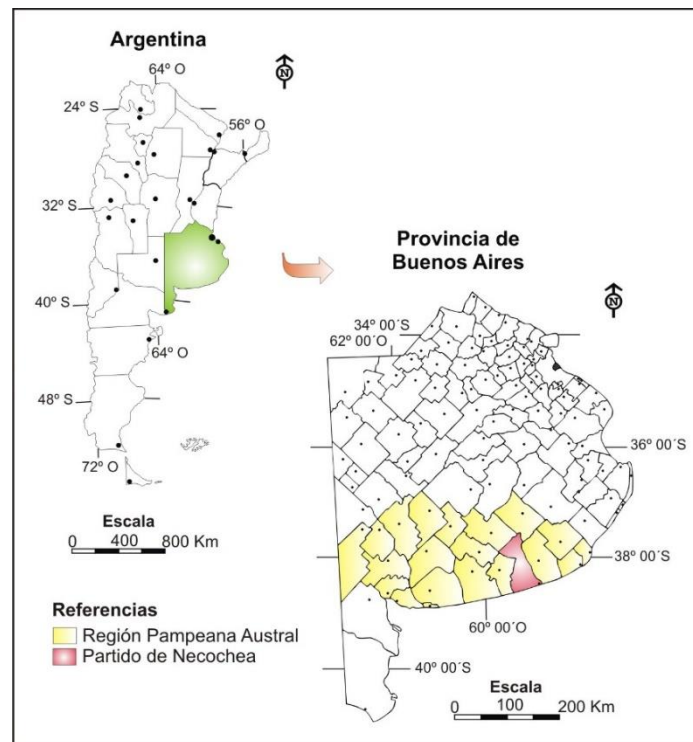 Argentina
64º O
N
24º S
56º O
32º S
40º S
64º O
48º S
72º O
Escala
0 400 800 Km
Provincia de
Buenos Aires
N
34º 00´S
62º 00´O
36º 00´S
38º 00´S
60º 00´O
40º 00´S
Escala
0 100 200 Km
Referencias
Región Pampeana Austral
Partido de Necochea